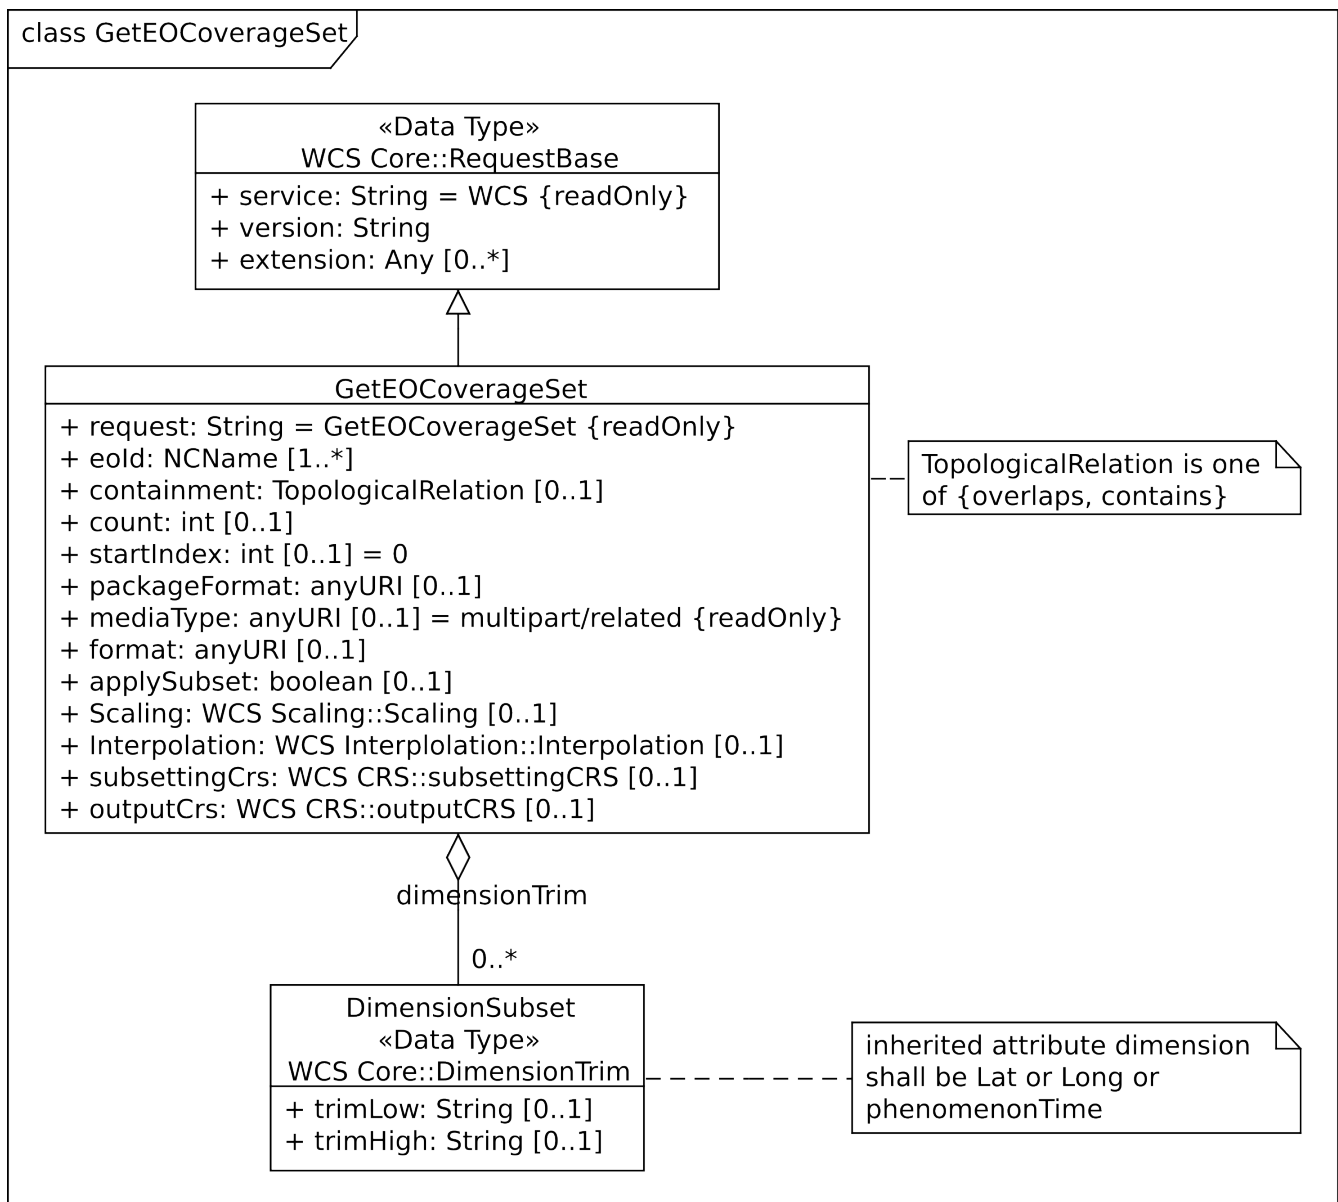 class GetEOCoverageSet
«Data Type»
WCS Core::RequestBase
+ service: String = WCS {readOnly}
+ version: String
+ extension: Any [0..*]
GetEOCoverageSet
+ request: String = GetEOCoverageSet {readOnly}
+ eoId: NCName [1..*]
+ containment: TopologicalRelation [0..1]
+ count: int [0..1]
+ startIndex: int [0..1] = 0
+ packageFormat: anyURI [0..1]
+ mediaType: anyURI [0..1] = multipart/related {readOnly}
+ format: anyURI [0..1]
+ applySubset: boolean [0..1]
+ Scaling: WCS Scaling::Scaling [0..1]
+ Interpolation: WCS Interplolation::Interpolation [0..1]
+ subsettingCrs: WCS CRS::subsettingCRS [0..1]
+ outputCrs: WCS CRS::outputCRS [0..1]
TopologicalRelation is one
of {overlaps, contains}
dimensionTrim
0..*
DimensionSubset
«Data Type»
WCS Core::DimensionTrim
+ trimLow: String [0..1]
+ trimHigh: String [0..1]
inherited attribute dimension
shall be Lat or Long or
phenomenonTime